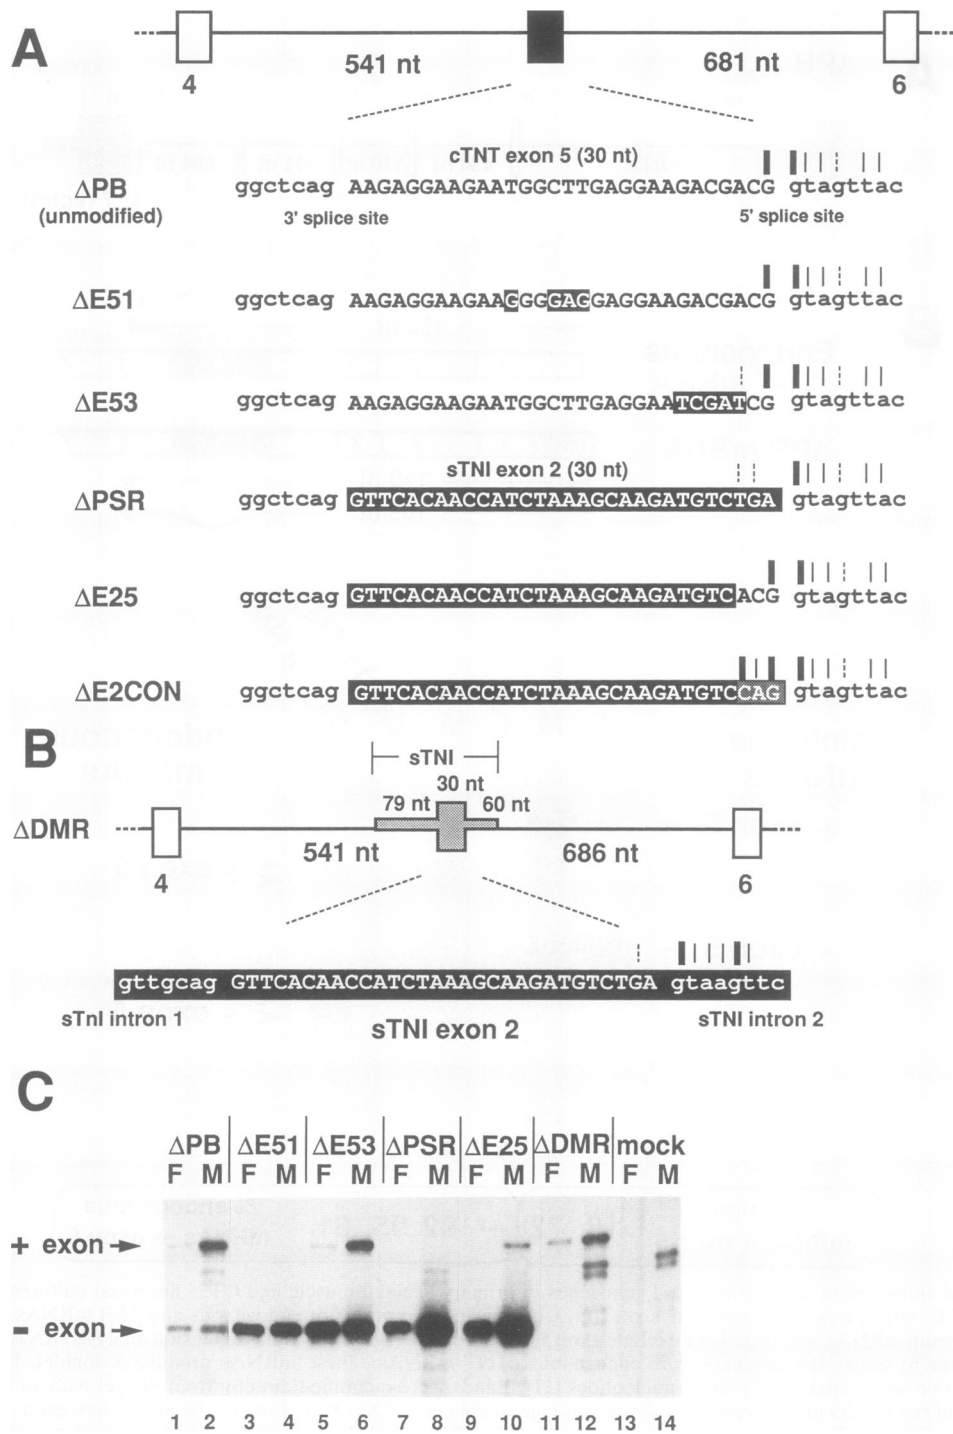 A
4
541 nt
681 nt
6
cTNT exon 5 (30 nt)
ΔPB
(unmodified)
ggctcag AAGAGGAAGAATGGCTTGAGGAAGACGACG gtagttac
3' splice site
5' splice site
ΔE51
ggctcag AAGAGGAAGAAGGGGAGGAGGAAGACGACG gtagttac
ΔE53
ggctcag AAGAGGAAGAATGGCTTGAGGAATCGATCG gtagttac
sTNI exon 2 (30 nt)
ΔPSR
ggctcag GTTCACAACCATCTAAAGCAAGATGTCTGA gtagttac
ΔE25
ggctcag GTTCACAACCATCTAAAGCAAGATGTCACG gtagttac
ΔE2CON
ggctcag GTTCACAACCATCTAAAGCAAGATGTCCAG gtagttac
B
sTNI
30 nt
79 nt
60 nt
ΔDMR
541 nt
686 nt
4
6
gttgcag GTTCACAACCATCTAAAGCAAGATGTCTGA gtaagttc
sTnI intron 1
sTNI exon 2
sTNI intron 2
C
ΔPB ΔE51 ΔE53 ΔPSR ΔE25 ΔDMR mock
F M F M F M F M F M F M F M
+ exon
- exon
1 2 3 4 5 6 7 8 9 10 11 12 13 14